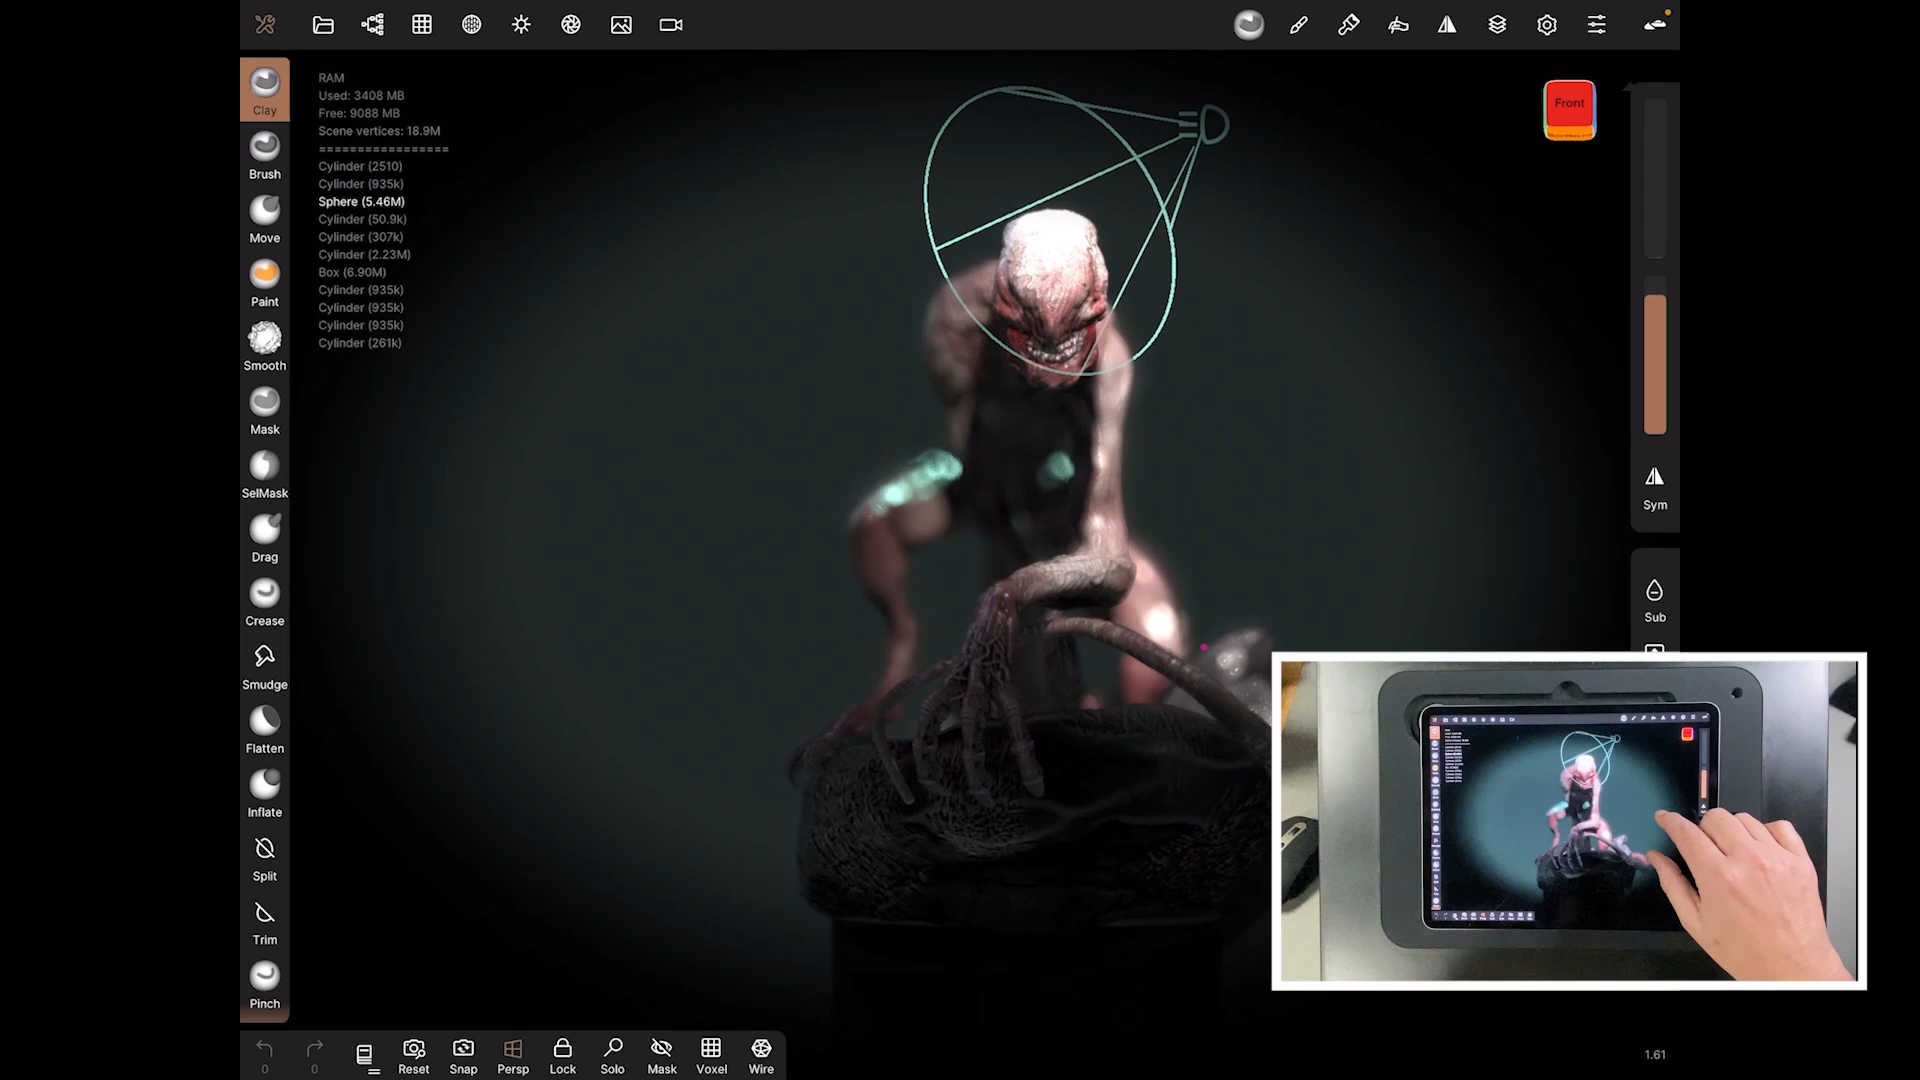 RAM
Used: 3408 MB
Free: 9088 MB
Scene vertices: 18.9M
=================
Cylinder (2510)
Cylinder (935k)
Sphere (5.46M)
Cylinder (50.9k)
Cylinder (307k)
Cylinder (2.23M)
Box (6.90M)
Cylinder (935k)
Cylinder (935k)
Cylinder (935k)
Cylinder (261k)
Clay
Brush
Move
Paint
Smooth
Mask
SelMask
Drag
Crease
Smudge
Flatten
Inflate
Split
Trim
Pinch
Front
Sym
Sub
0
0
Reset
Snap
Persp
Lock
Solo
Mask
Voxel
Wire
1.61